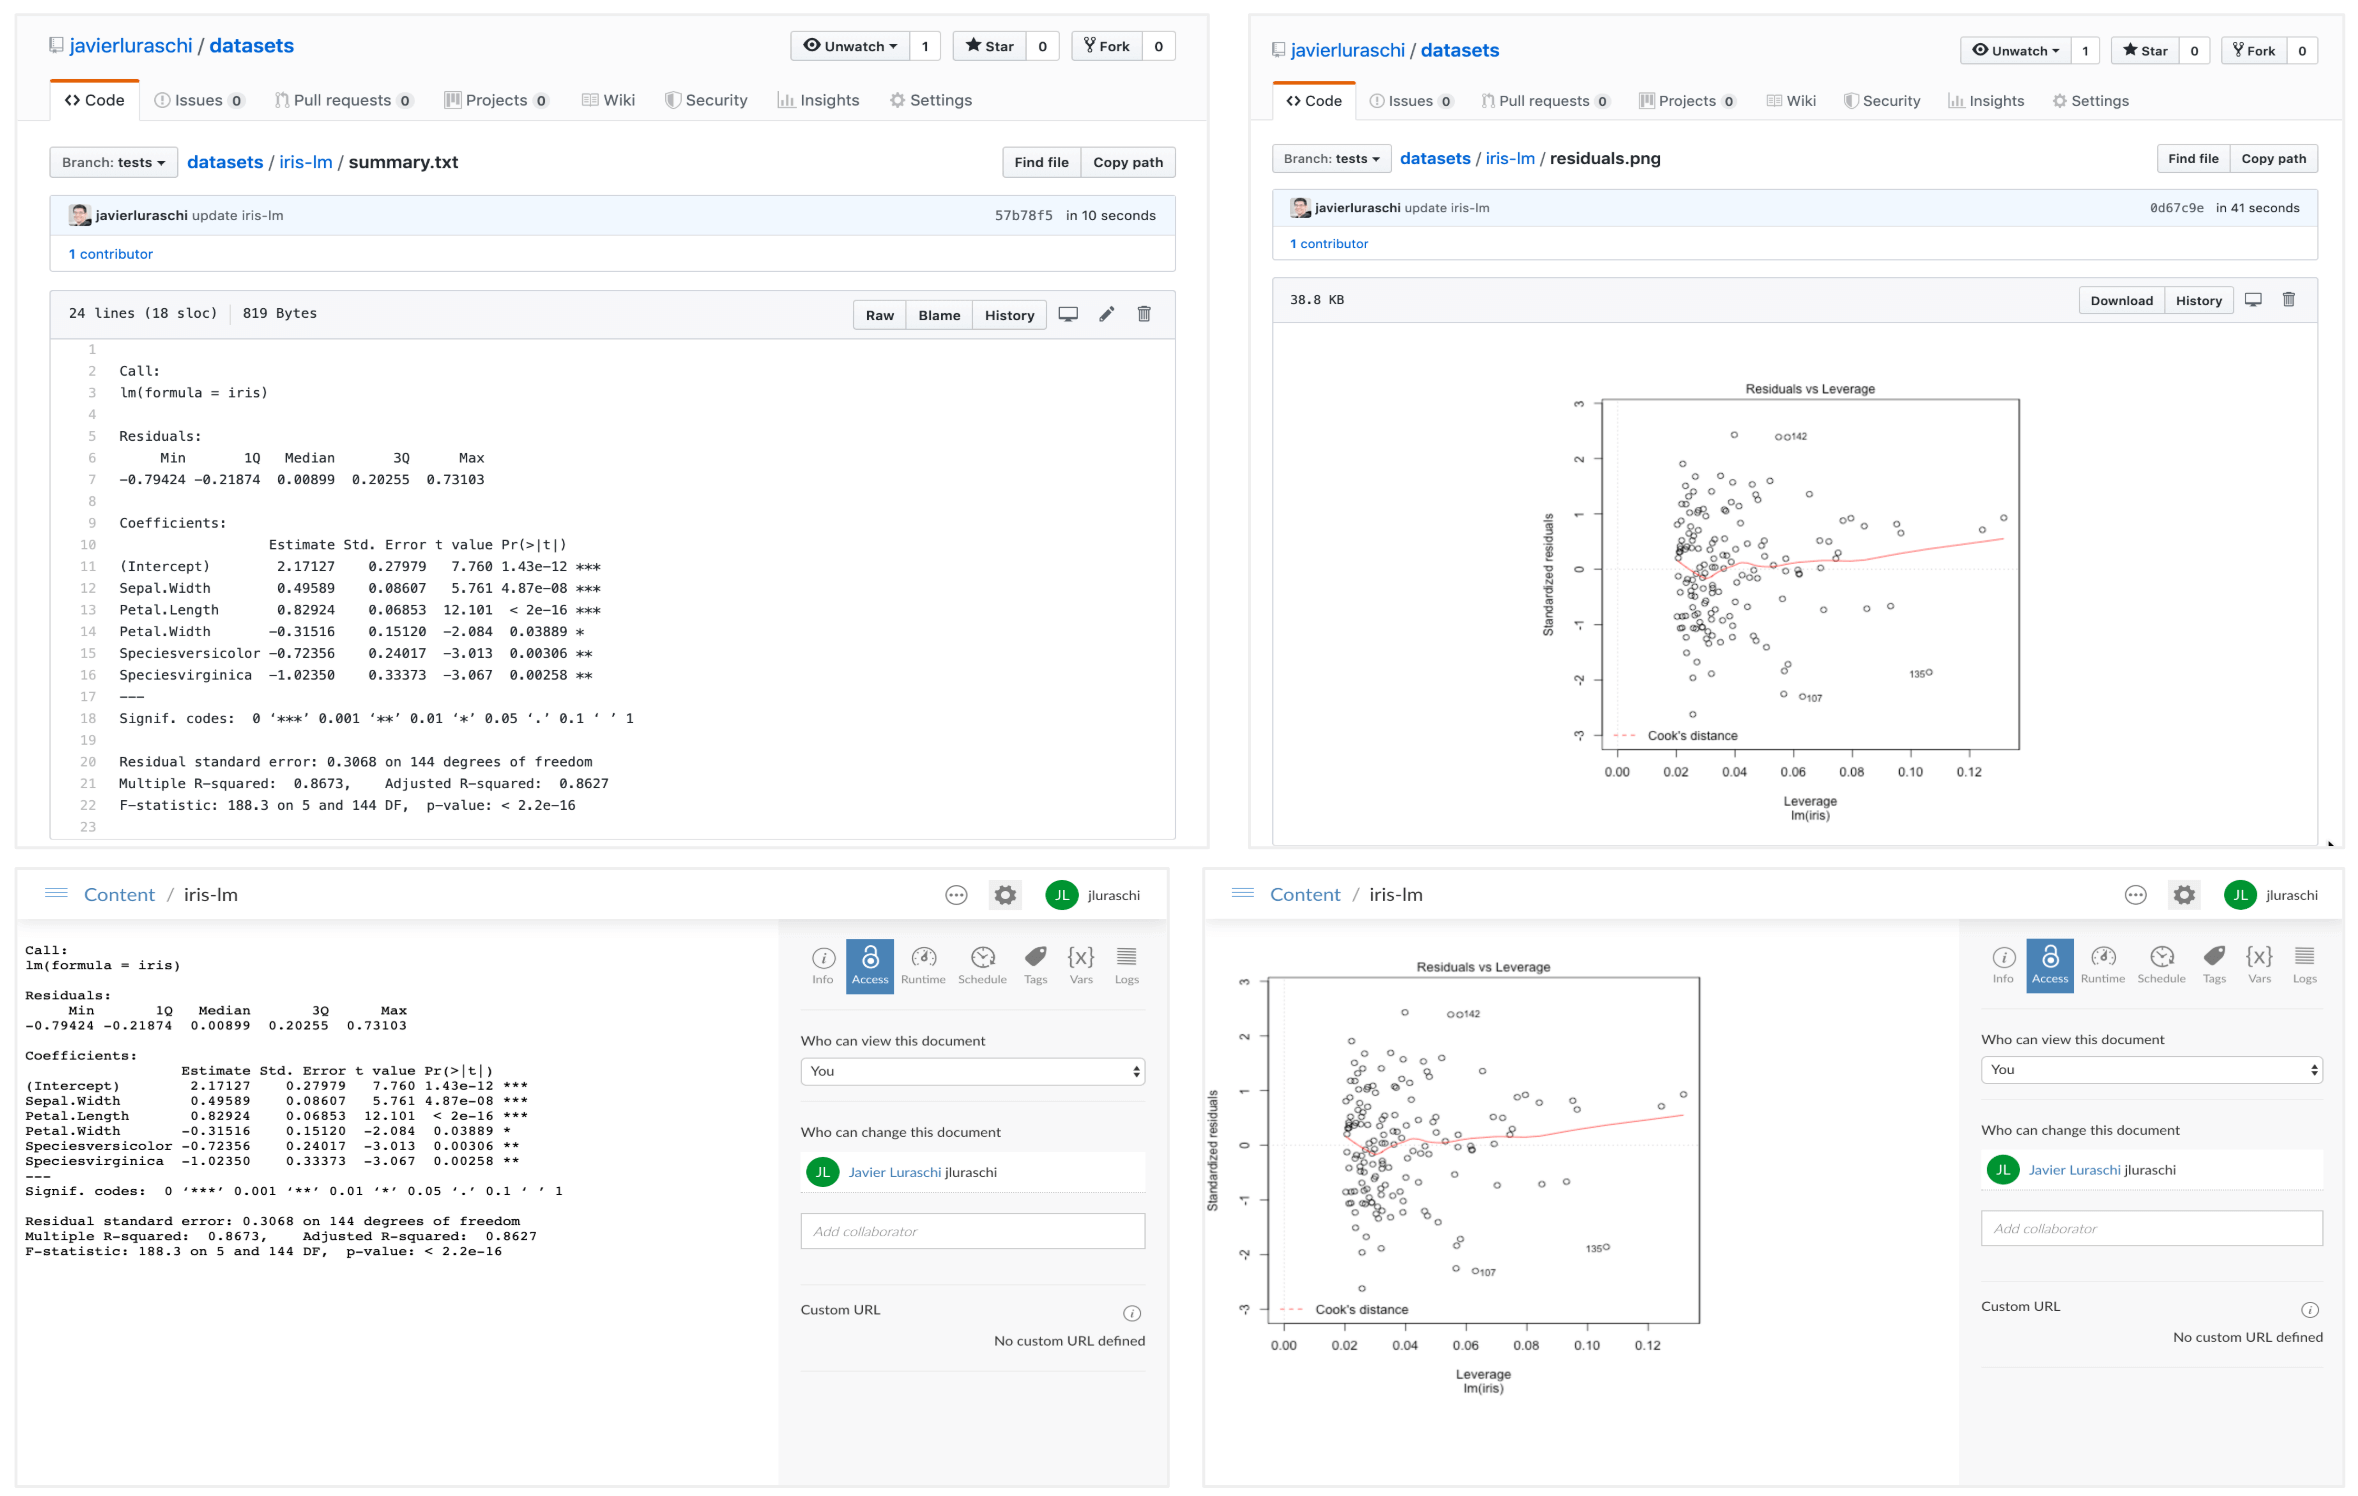 javierluraschi / datasets
Unwatch 1 Star 0 Fork 0
Code Issues 0 Pull requests 0 Projects 0 Wiki Security Insights Settings
Branch: tests datasets / iris-lm / summary.txt Find file Copy path
javierluraschi update iris-lm 57b78f5 in 10 seconds
1 contributor
24 lines (18 sloc) 819 Bytes Raw Blame History
1
2 Call:
3 lm(formula = iris)
4
5 Residuals:
6 Min 1Q Median 3Q Max
7 -0.79424 -0.21874 0.00899 0.20255 0.73103
8
9 Coefficients:
10 Estimate Std. Error t value Pr(>|t|)
11 (Intercept) 2.17127 0.27979 7.760 1.43e-12 ***
12 Sepal.Width 0.49589 0.08607 5.761 4.87e-08 ***
13 Petal.Length 0.82924 0.06853 12.101 < 2e-16 ***
14 Petal.Width -0.31516 0.15120 -2.084 0.03889 *
15 Speciesversicolor -0.72356 0.24017 -3.013 0.00306 **
16 Speciesvirginica -1.02350 0.33373 -3.067 0.00258 **
17 ---
18 Signif. codes: 0 ‘***’ 0.001 ‘**’ 0.01 ‘*’ 0.05 ‘.’ 0.1 ‘ ’ 1
19
20 Residual standard error: 0.3068 on 144 degrees of freedom
21 Multiple R-squared: 0.8673, Adjusted R-squared: 0.8627
22 F-statistic: 188.3 on 5 and 144 DF, p-value: < 2.2e-16
23
javierluraschi / datasets
Unwatch 1 Star 0 Fork 0
Code Issues 0 Pull requests 0 Projects 0 Wiki Security Insights Settings
Branch: tests datasets / iris-lm / residuals.png Find file Copy path
javierluraschi update iris-lm 0d67c9e in 41 seconds
1 contributor
38.8 KB Download History
Residuals vs Leverage
3
2
1
0
-1
-2
-3
Standardized residuals
142
135
107
Cook's distance
0.00 0.02 0.04 0.06 0.08 0.10 0.12
Leverage
lm(iris)
Content / iris-lm JL jluraschi
Call:
lm(formula = iris)
Residuals:
Min 1Q Median 3Q Max
-0.79424 -0.21874 0.00899 0.20255 0.73103
Coefficients:
Estimate Std. Error t value Pr(>|t|)
(Intercept) 2.17127 0.27979 7.760 1.43e-12 ***
Sepal.Width 0.49589 0.08607 5.761 4.87e-08 ***
Petal.Length 0.82924 0.06853 12.101 < 2e-16 ***
Petal.Width -0.31516 0.15120 -2.084 0.03889 *
Speciesversicolor -0.72356 0.24017 -3.013 0.00306 **
Speciesvirginica -1.02350 0.33373 -3.067 0.00258 **
---
Signif. codes: 0 ‘***’ 0.001 ‘**’ 0.01 ‘*’ 0.05 ‘.’ 0.1 ‘ ’ 1
Residual standard error: 0.3068 on 144 degrees of freedom
Multiple R-squared: 0.8673, Adjusted R-squared: 0.8627
F-statistic: 188.3 on 5 and 144 DF, p-value: < 2.2e-16
Info Access Runtime Schedule Tags {x} Vars Logs
Who can view this document
You
Who can change this document
JL Javier Luraschi jluraschi
Add collaborator
Custom URL
No custom URL defined
Content / iris-lm JL jluraschi
Residuals vs Leverage
3
2
1
0
-1
-2
-3
Standardized residuals
142
135
107
Cook's distance
0.00 0.02 0.04 0.06 0.08 0.10 0.12
Leverage
lm(iris)
Info Access Runtime Schedule Tags {x} Vars Logs
Who can view this document
You
Who can change this document
JL Javier Luraschi jluraschi
Add collaborator
Custom URL
No custom URL defined